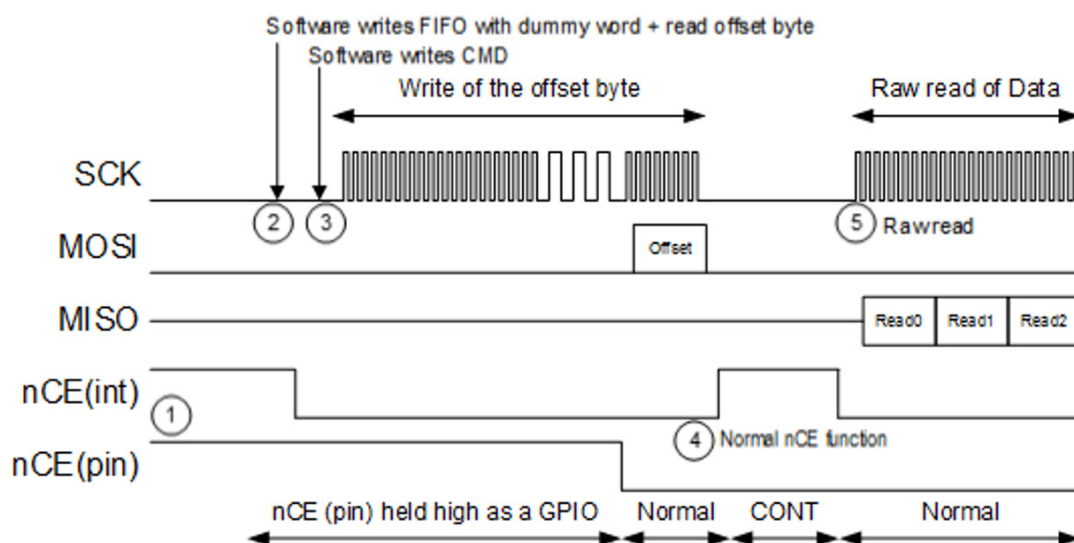 Software writes FIFO with dummy word + read offset byte
Software writes CMD
Write of the offset byte
Raw read of Data
SCK
2
3
5
Rawread
MOSI
Offset
MISO
Read0
Read1
Read2
nCE(int)
1
4
Normal nCE function
nCE(pin)
nCE (pin) held high as a GPIO
Normal
CONT
Normal